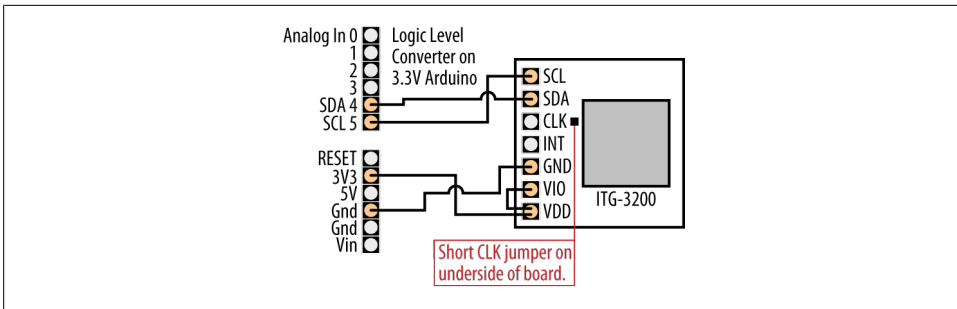 Analog In 0
1
2
3
SDA 4
SCL 5
RESET
3V3
5V
Gnd
Gnd
Vin
Logic Level
Converter on
3.3V Arduino
SCL
SDA
CLK
INT
GND
VIO
VDD
ITG-3200
Short CLK jumper on
underside of board.